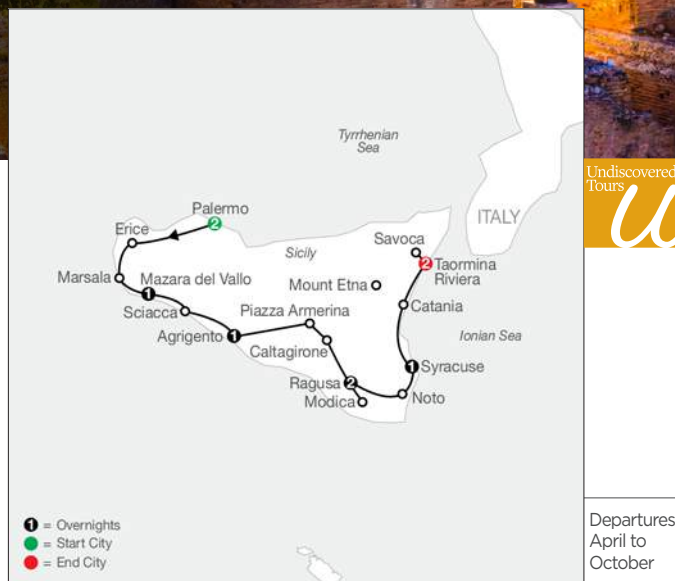 Tyrrhenian
Sea
Undiscovered
Tours
U
ITALY
Palermo
2
Erice
Sicily
Savoca
2
Taormina
Riviera
Marsala
Mazara del Vallo
1
Mount Etna
Sciacca
Piazza Armerina
Catania
Agrigento
1
Caltagirone
Ionian Sea
Ragusa
2
1
Syracuse
Modica
Noto
1 = Overnights
= Start City
= End City
Departures
April to
October